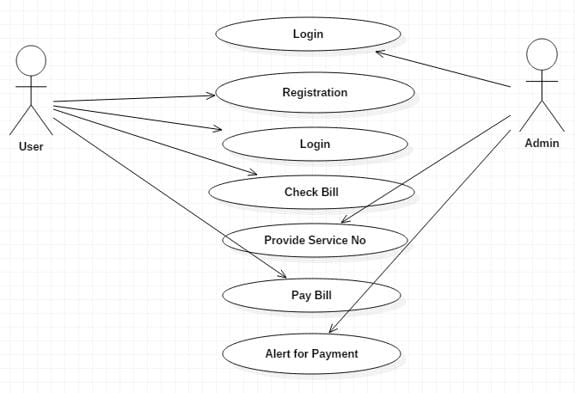 Login
Registration
User
Login
Admin
Check Bill
Provide Service No
Pay Bill
Alert for Payment